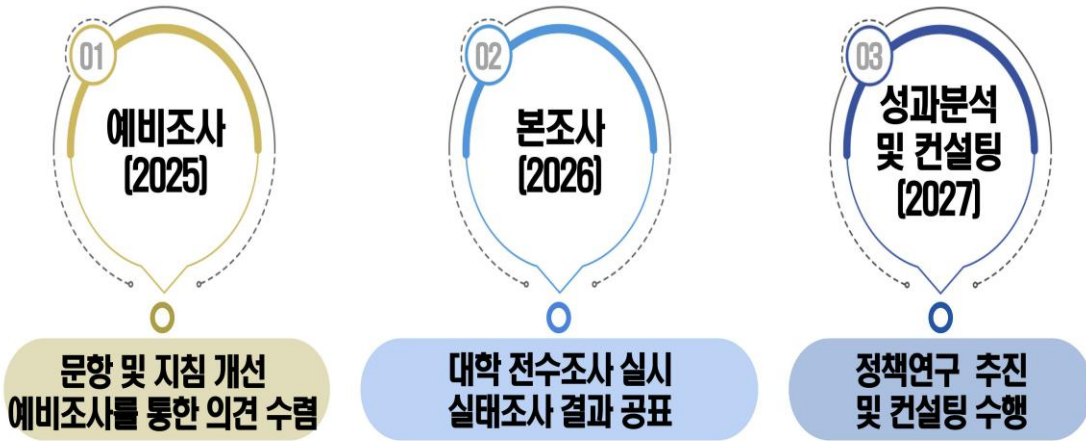 01
예비조사
(2025)
문항 및 지침 개선
예비조사를 통한 의견 수렴
02
본조사
(2026)
대학 전수조사 실시
실태조사 결과 공표
03
성과분석
및 컨설팅
(2027)
정책연구 추진
및 컨설팅 수행